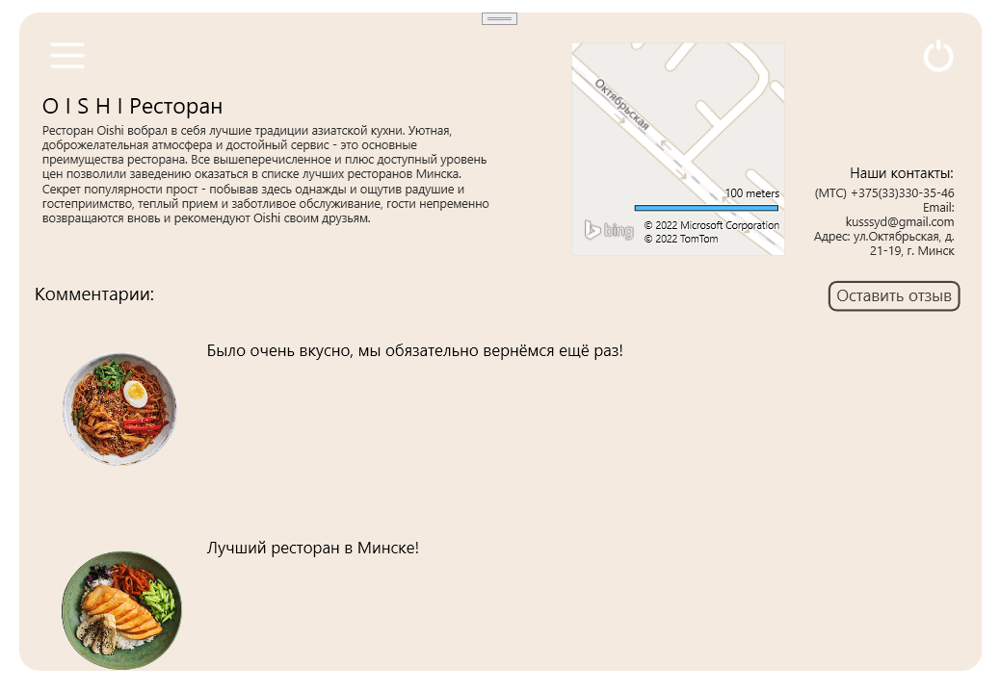 O I S H I Ресторан
Ресторан Oishi вобрал в себя лучшие традиции азиатской кухни. Уютная,
доброжелательная атмосфера и достойный сервис - это основные
преимущества ресторана. Все вышеперечисленное и плюс доступный уровень
цен позволили заведению оказаться в списке лучших ресторанов Минска.
Секрет популярности прост - побывав здесь однажды и ощутив радушие и
гостеприимство, теплый прием и заботливое обслуживание, гости непременно
возвращаются вновь и рекомендуют Oishi своим друзьям.
Октябрьская
100 meters
bing
© 2022 Microsoft Corporation
© 2022 TomTom
Наши контакты:
(МТС) +375(33)330-35-46
Email:
kusssyd@gmail.com
Адрес: ул.Октябрьская, д.
21-19, г. Минск
Комментарии:
Оставить отзыв
Было очень вкусно, мы обязательно вернёмся ещё раз!
Лучший ресторан в Минске!